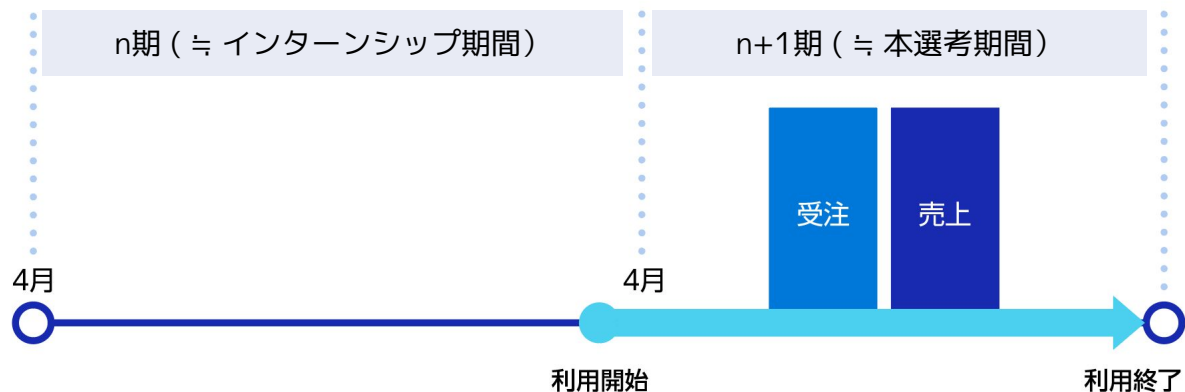 n期 ( ≒ インターンシップ期間)
n+1期 ( ≒ 本選考期間)
受注
売上
4月
4月
利用開始
利用終了